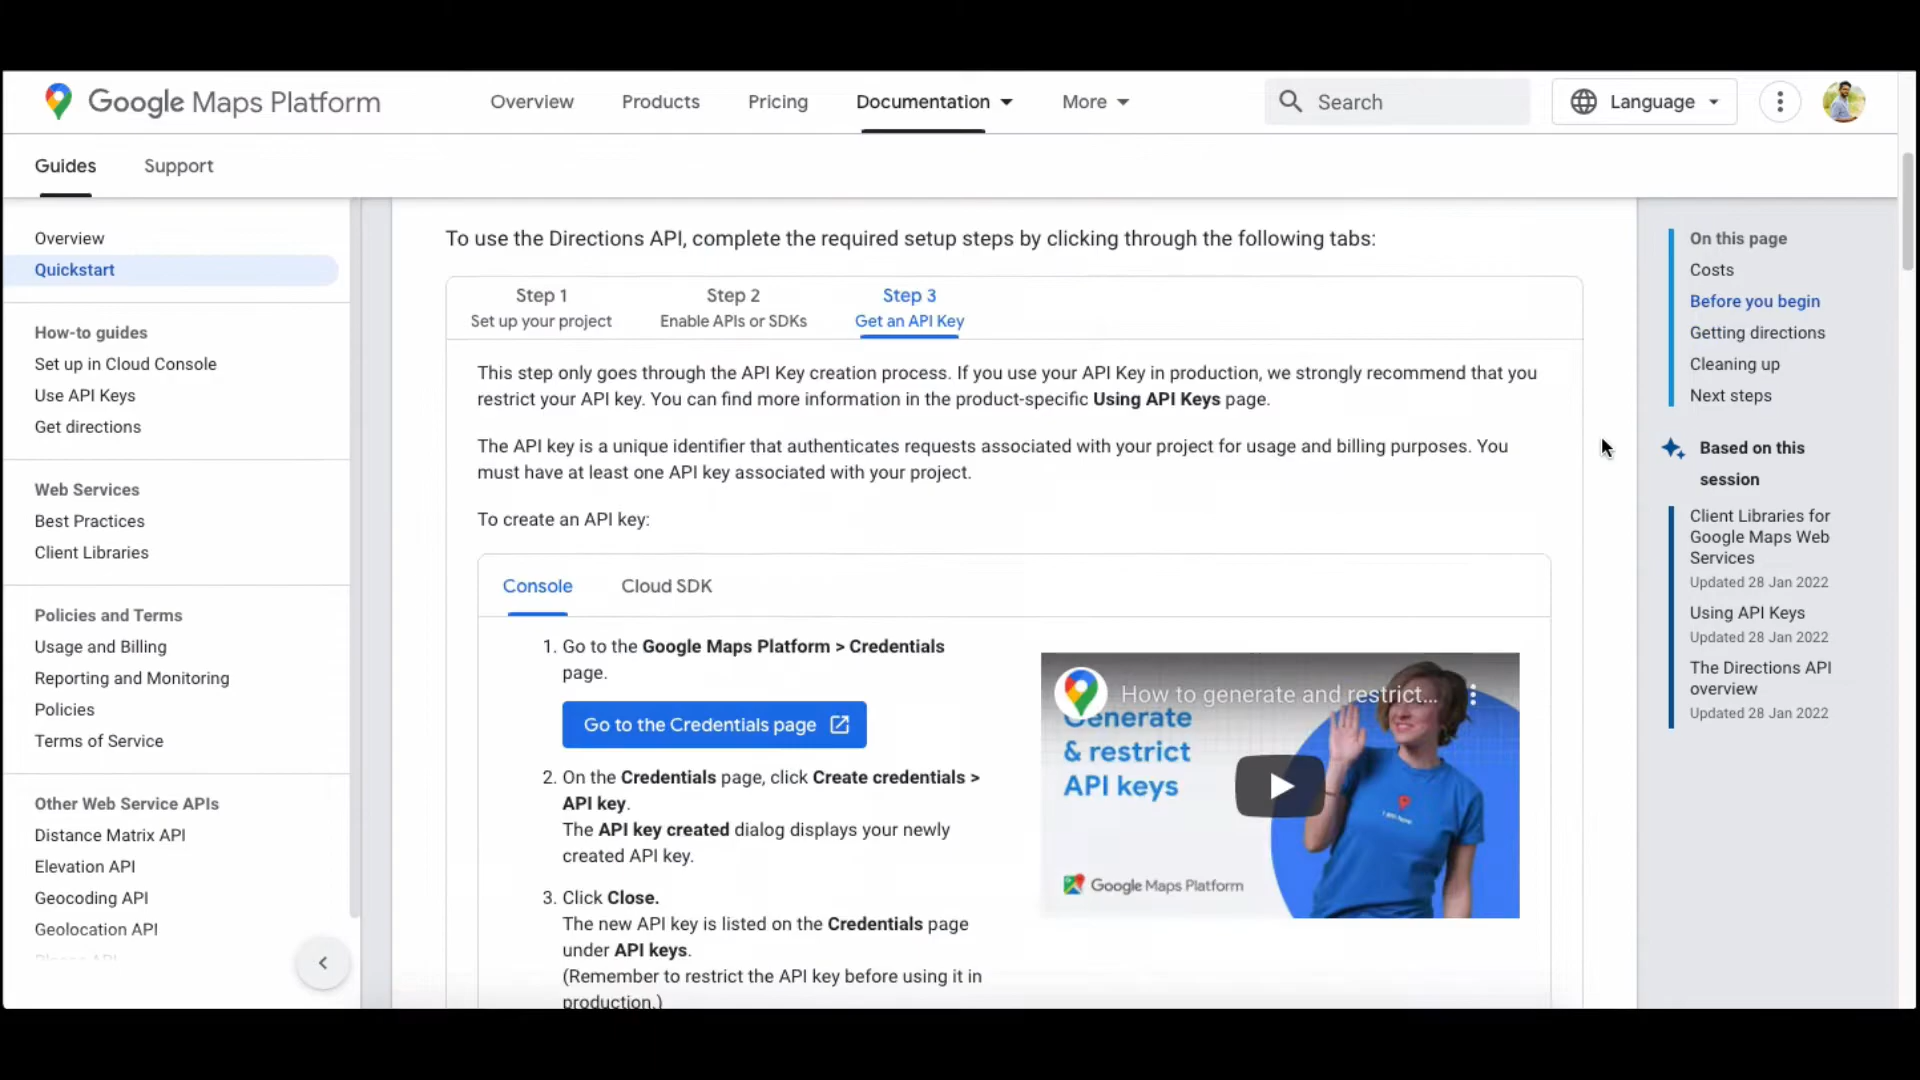 Google Maps Platform
Overview
Products
Pricing
Documentation
More
Search
Language
Guides
Support
Overview
Quickstart
How-to guides
Set up in Cloud Console
Use API Keys
Get directions
Web Services
Best Practices
Client Libraries
Policies and Terms
Usage and Billing
Reporting and Monitoring
Policies
Terms of Service
Other Web Service APIs
Distance Matrix API
Elevation API
Geocoding API
Geolocation API
To use the Directions API, complete the required setup steps by clicking through the following tabs:
Step 1
Set up your project
Step 2
Enable APIs or SDKs
Step 3
Get an API Key
This step only goes through the API Key creation process. If you use your API Key in production, we strongly recommend that you
restrict your API key. You can find more information in the product-specific Using API Keys page.
The API key is a unique identifier that authenticates requests associated with your project for usage and billing purposes. You
must have at least one API key associated with your project.
To create an API key:
Console
Cloud SDK
1. Go to the Google Maps Platform > Credentials
page.
Go to the Credentials page
2. On the Credentials page, click Create credentials >
API key.
The API key created dialog displays your newly
created API key.
3. Click Close.
The new API key is listed on the Credentials page
under API keys.
(Remember to restrict the API key before using it in
production.)
How to generate and restrict...
Generate
& restrict
API keys
Google Maps Platform
On this page
Costs
Before you begin
Getting directions
Cleaning up
Next steps
Based on this
session
Client Libraries for
Google Maps Web
Services
Updated 28 Jan 2022
Using API Keys
Updated 28 Jan 2022
The Directions API
overview
Updated 28 Jan 2022